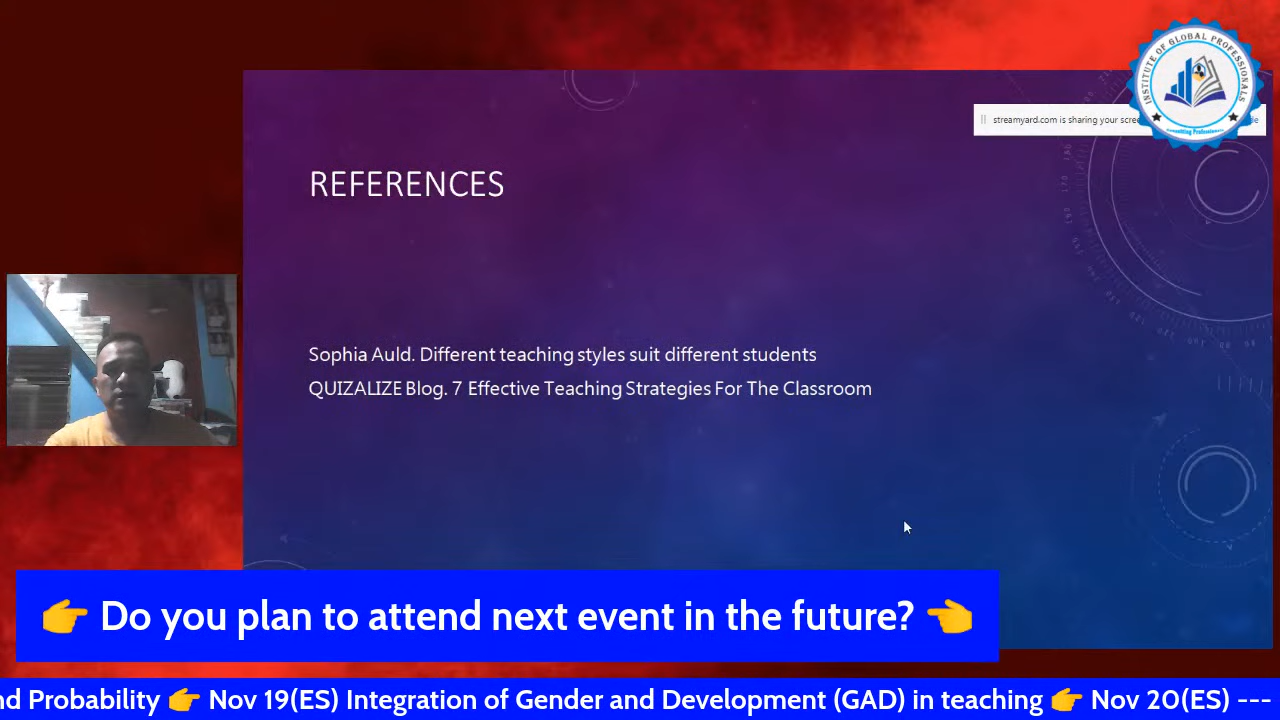 INSTITUTE OF GLOBAL PROFESSIONALS
streamyard.com is sharing your
REFERENCES
Sophia Auld. Different teaching styles suit different students
QUIZALIZE Blog. 7 Effective Teaching Strategies For The Classroom
👉 Do you plan to attend next event in the future? 👈
Probability 👉 Nov 19(ES) Integration of Gender and Development (GAD) in teaching 👉 Nov 20(ES) ---